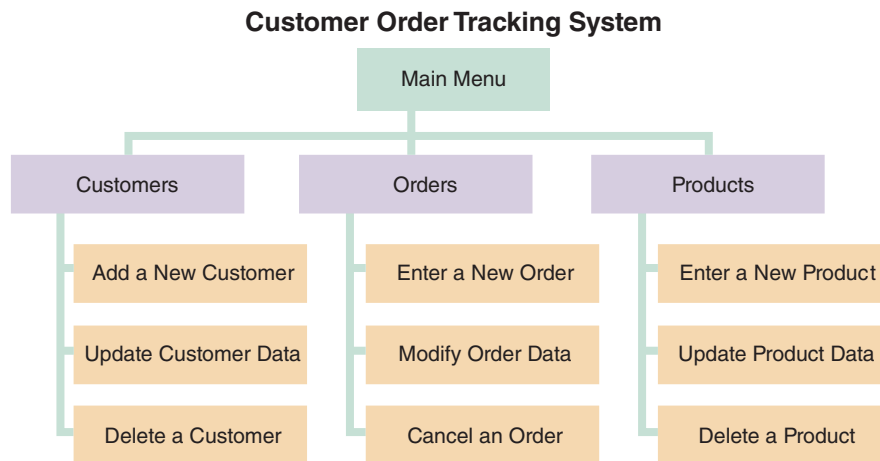 Customer Order Tracking System
Main Menu
Customers
Orders
Products
Add a New Customer
Enter a New Order
Enter a New Product
Update Customer Data
Modify Order Data
Update Product Data
Delete a Customer
Cancel an Order
Delete a Product